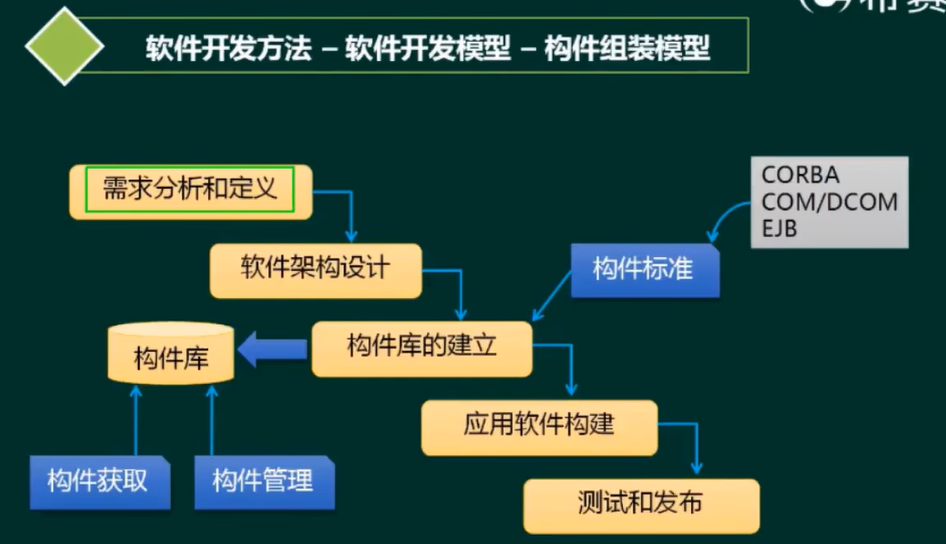 软件开发方法 – 软件开发模型 – 构件组装模型
需求分析和定义
CORBA
COM/DCOM
EJB
软件架构设计
构件标准
构件库的建立
构件库
应用软件构建
构件获取
构件管理
测试和发布